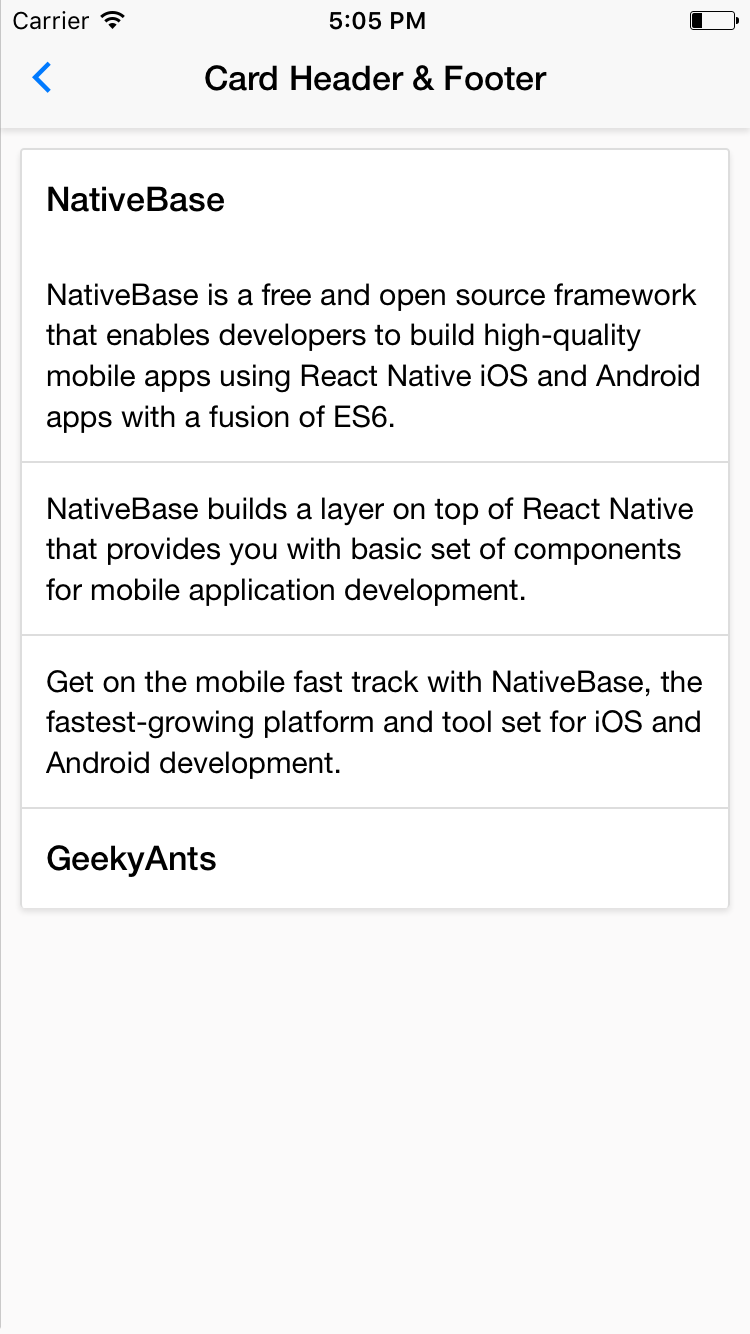 Carrier 5:05 PM
Card Header & Footer
NativeBase
NativeBase is a free and open source framework
that enables developers to build high-quality
mobile apps using React Native iOS and Android
apps with a fusion of ES6.
NativeBase builds a layer on top of React Native
that provides you with basic set of components
for mobile application development.
Get on the mobile fast track with NativeBase, the
fastest-growing platform and tool set for iOS and
Android development.
GeekyAnts